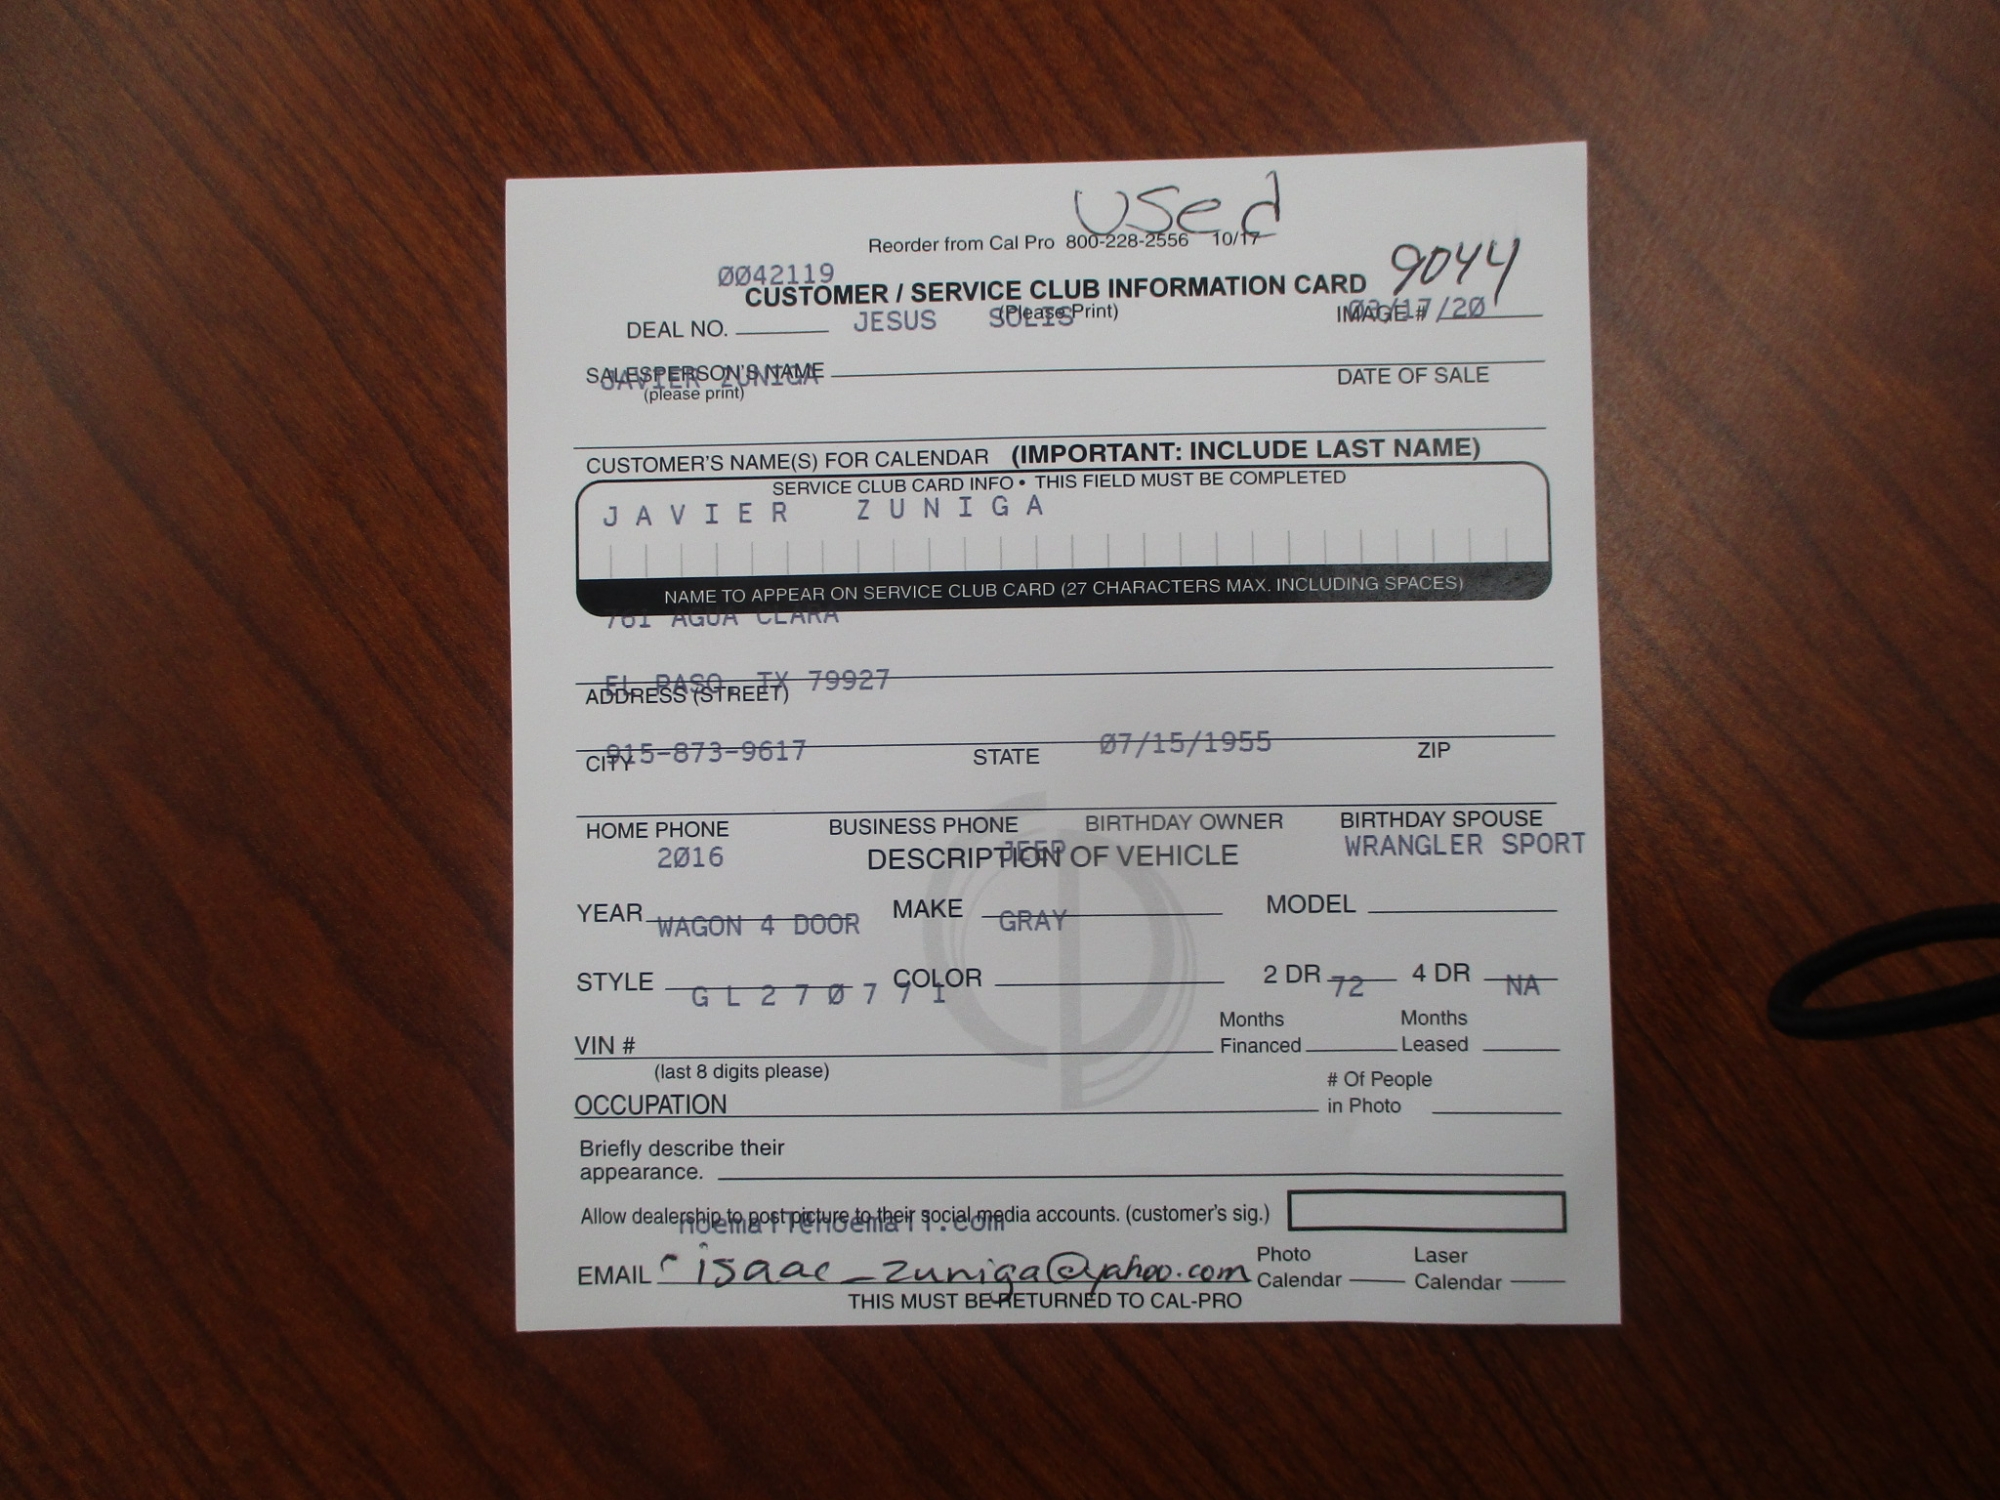 used
Reorder from Cal Pro 800-228-2556 10/17
0042119
9044
CUSTOMER / SERVICE CLUB INFORMATION CARD
(Please Print)
DEAL NO. JESUS SOLIS IMAGE # /17/20
SALESPERSON'S NAME JAVIER ZUNIGA DATE OF SALE
(please print)
CUSTOMER'S NAME(S) FOR CALENDAR (IMPORTANT: INCLUDE LAST NAME)
SERVICE CLUB CARD INFO • THIS FIELD MUST BE COMPLETED
JAVIER ZUNIGA
NAME TO APPEAR ON SERVICE CLUB CARD (27 CHARACTERS MAX. INCLUDING SPACES)
761 AGUA CLARA
EL PASO, TX 79927
ADDRESS (STREET)
915-873-9617 07/15/1955
CITY STATE ZIP
HOME PHONE BUSINESS PHONE BIRTHDAY OWNER BIRTHDAY SPOUSE
2016 JEEP WRANGLER SPORT
DESCRIPTION OF VEHICLE
YEAR MAKE MODEL
WAGON 4 DOOR GRAY
STYLE COLOR 2 DR 4 DR
GL270771 72 NA
VIN # Months Financed Months Leased
(last 8 digits please)
OCCUPATION # Of People in Photo
Briefly describe their
appearance.
Allow dealership to post picture to their social media accounts. (customer's sig.)
noemail@noemail.com
EMAIL isaac_zuniga@yahoo.com Photo Calendar Laser Calendar
THIS MUST BE RETURNED TO CAL-PRO